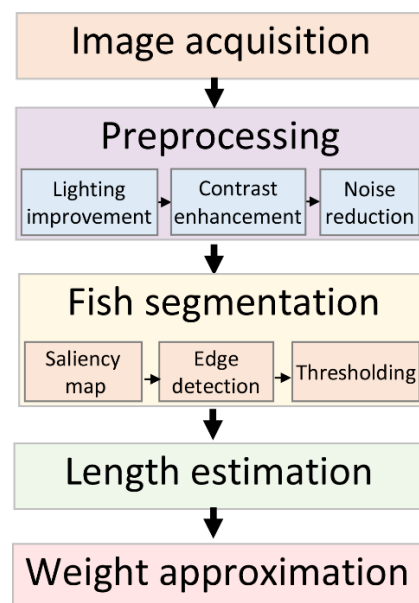 Image acquisition
Preprocessing
Lighting
improvement
Contrast
enhancement
Noise
reduction
Fish segmentation
Saliency
map
Edge
detection
Thresholding
Length estimation
Weight approximation